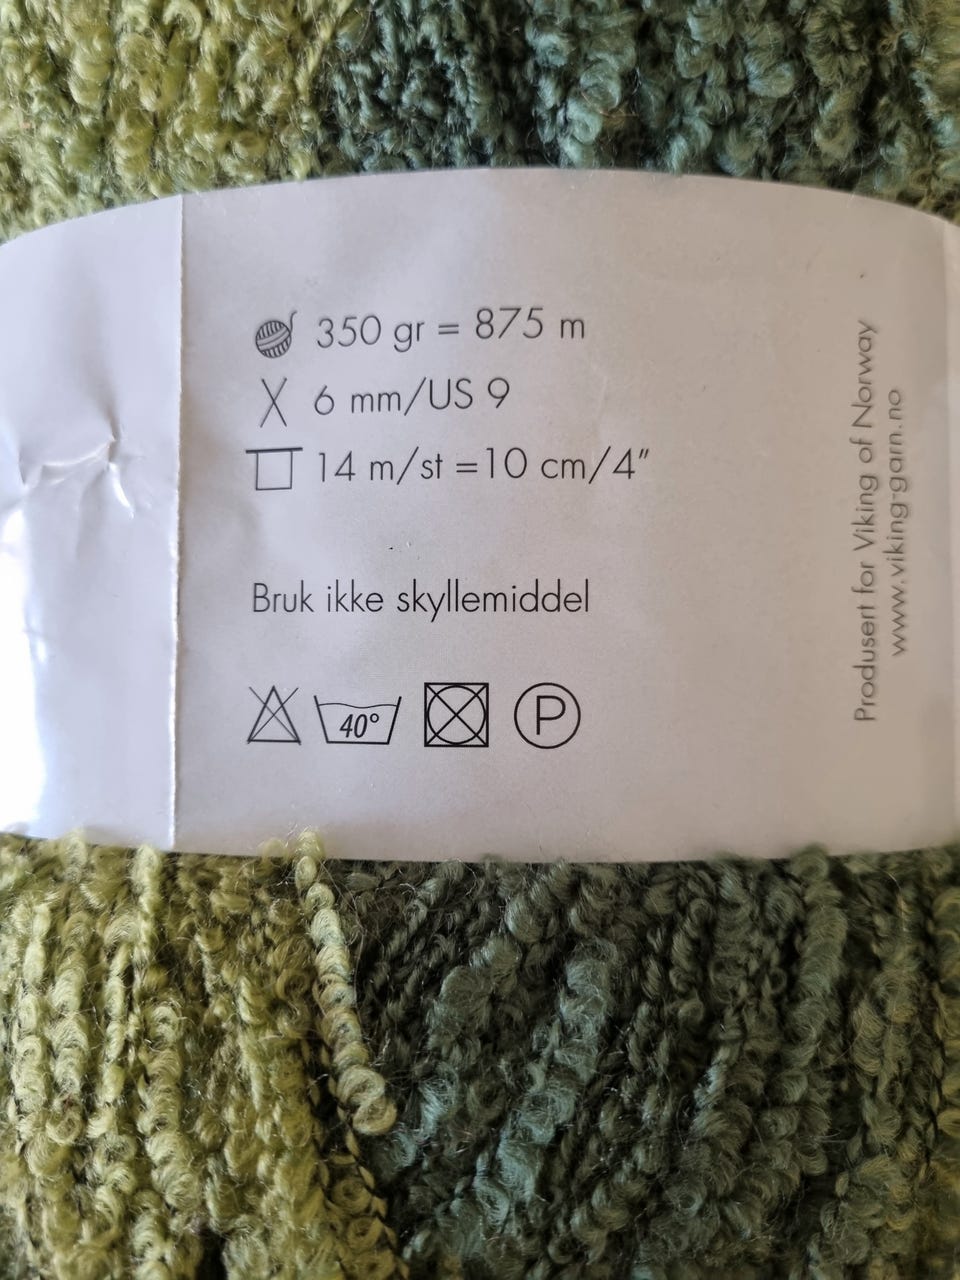 350 gr = 875 m
6 mm/US 9
14 m/st =10 cm/4"
Bruk ikke skyllemiddel
40°
P
Produsert for Viking of Norway
www.viking-garn.no